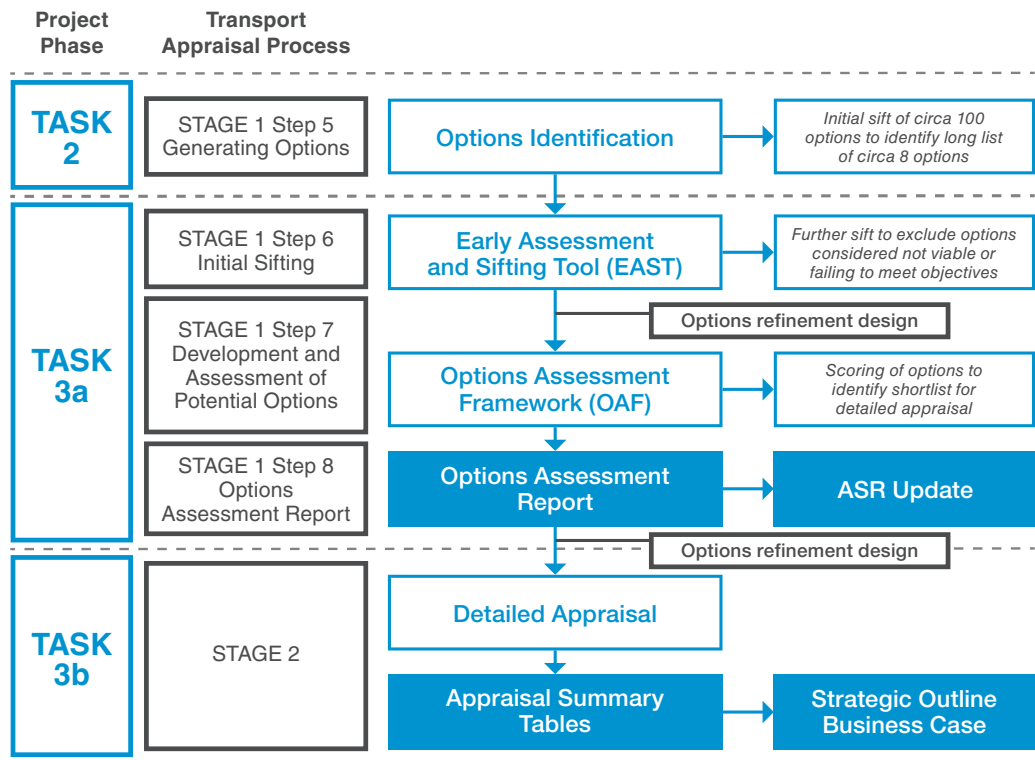 Project
Phase
Transport
Appraisal Process
TASK
2
STAGE 1 Step 5
Generating Options
Options Identification
Initial sift of circa 100
options to identify long list
of circa 8 options
TASK
3a
STAGE 1 Step 6
Initial Sifting
Early Assessment
and Sifting Tool (EAST)
Further sift to exclude options
considered not viable or
failing to meet objectives
Options refinement design
STAGE 1 Step 7
Development and
Assessment of
Potential Options
Options Assessment
Framework (OAF)
Scoring of options to
identify shortlist for
detailed appraisal
STAGE 1 Step 8
Options
Assessment Report
Options Assessment
Report
ASR Update
Options refinement design
TASK
3b
STAGE 2
Detailed Appraisal
Appraisal Summary
Tables
Strategic Outline
Business Case